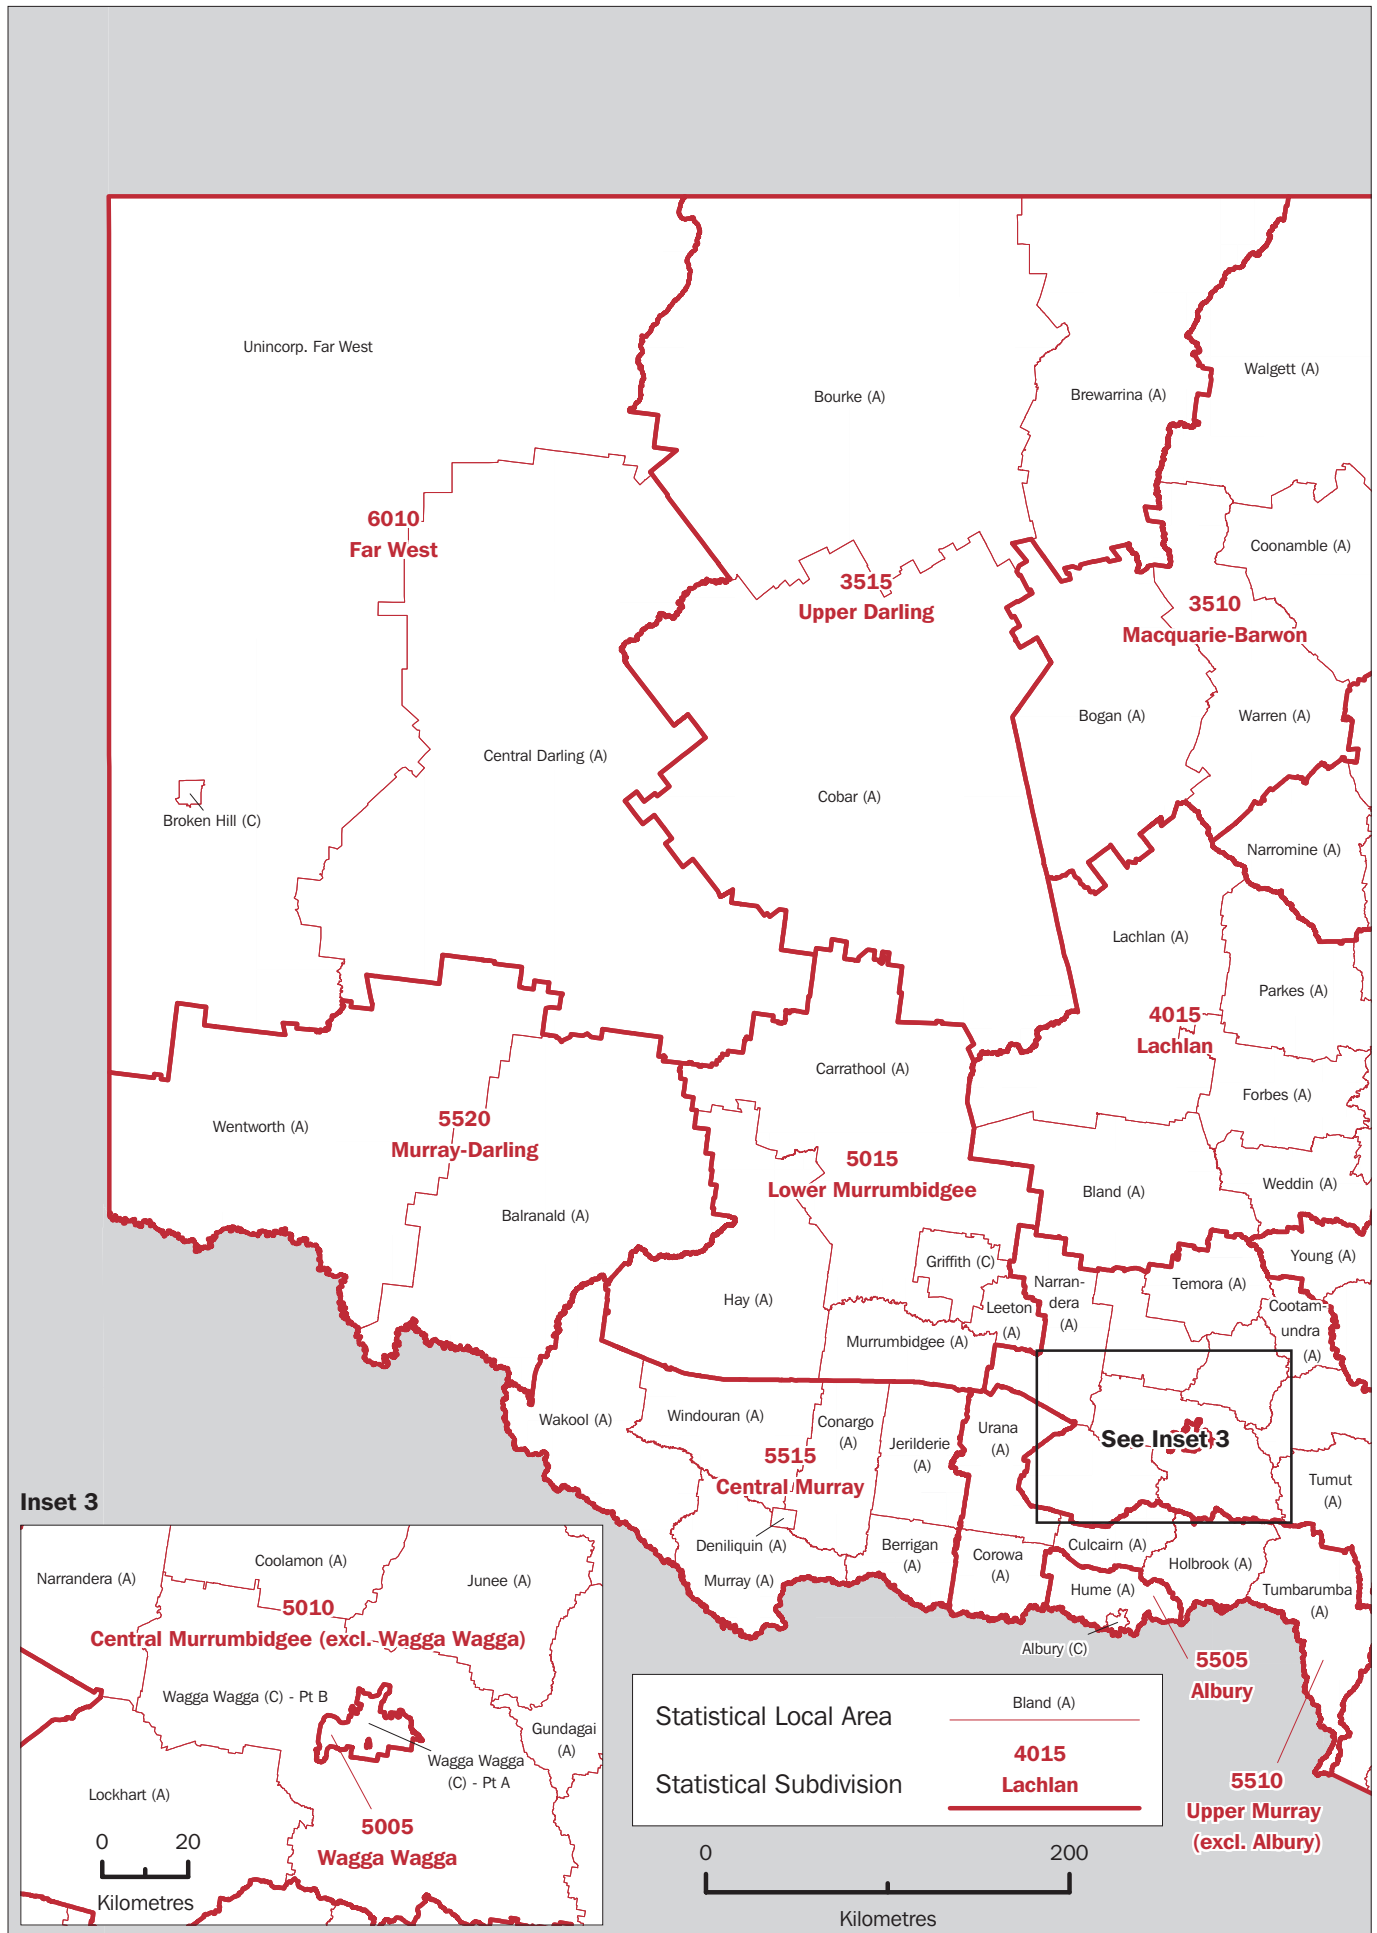 Unincorp. Far West
Bourke (A)
Brewarrina (A)
Walgett (A)
6010
Far West
Coonamble (A)
3515
Upper Darling
3510
Macquarie-Barwon
Central Darling (A)
Bogan (A)
Warren (A)
Cobar (A)
Broken Hill (C)
Narromine (A)
Lachlan (A)
Parkes (A)
4015
Lachlan
Carrathool (A)
Forbes (A)
Wentworth (A)
5520
Murray-Darling
5015
Lower Murrumbidgee
Bland (A)
Weddin (A)
Balranald (A)
Griffith (C)
Young (A)
Narran-
dera
(A)
Temora (A)
Hay (A)
Leeton
(A)
Cootam-
undra
(A)
Murrumbidgee (A)
Wakool (A)
Windouran (A)
Conargo
(A)
Jerilderie
(A)
Urana
(A)
See Inset 3
5515
Central Murray
Tumut
(A)
Deniliquin (A)
Berrigan
(A)
Corowa
(A)
Culcairn (A)
Holbrook (A)
Murray (A)
Hume (A)
Tumbarumba
(A)
Albury (C)
5505
Albury
5510
Upper Murray
(excl. Albury)
Inset 3
Narrandera (A)
Coolamon (A)
Junee (A)
5010
Central Murrumbidgee (excl. Wagga Wagga)
Wagga Wagga (C) - Pt B
Gundagai
(A)
Wagga Wagga
(C) - Pt A
Lockhart (A)
5005
Wagga Wagga
0 20
Kilometres
Statistical Local Area
Bland (A)
Statistical Subdivision
4015
Lachlan
0 200
Kilometres